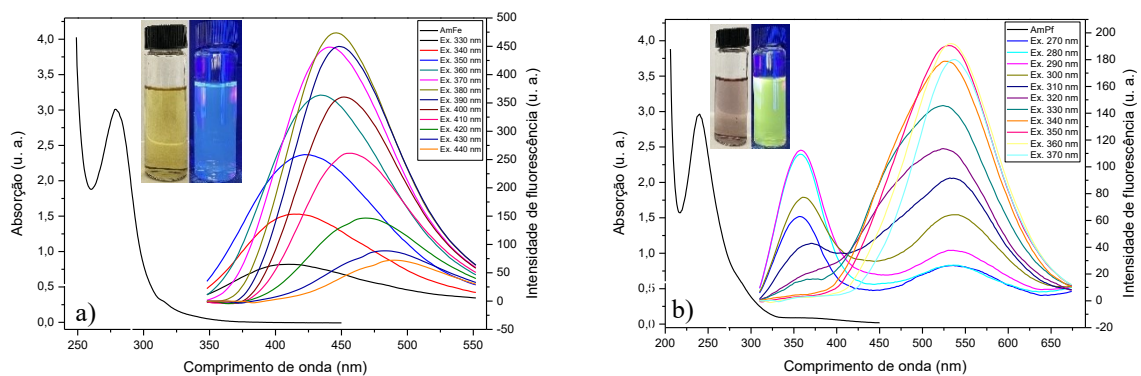 4,0
3,5
3,0
2,5
2,0
1,5
1,0
0,5
0,0
Absorção (u. a.)
250 300 350 400 450 500
Comprimento de onda (nm)
500
450
400
350
300
250
200
150
100
50
0
-50
Intensidade de fluorescência (u. a.)
AmFe
Ex. 330 nm
Ex. 340 nm
Ex. 350 nm
Ex. 360 nm
Ex. 370 nm
Ex. 380 nm
Ex. 390 nm
Ex. 400 nm
Ex. 410 nm
Ex. 420 nm
Ex. 430 nm
Ex. 440 nm
a)
4,0
3,5
3,0
2,5
2,0
1,5
1,0
0,5
0,0
Absorção (u. a.)
200 250 300 350 400 450 500 550 600 650
Comprimento de onda (nm)
200
180
160
140
120
100
80
60
40
20
0
-20
Intensidade de fluorescência (u. a.)
AmPf
Ex. 270 nm
Ex. 280 nm
Ex. 290 nm
Ex. 300 nm
Ex. 310 nm
Ex. 320 nm
Ex. 330 nm
Ex. 340 nm
Ex. 350 nm
Ex. 360 nm
Ex. 370 nm
b)